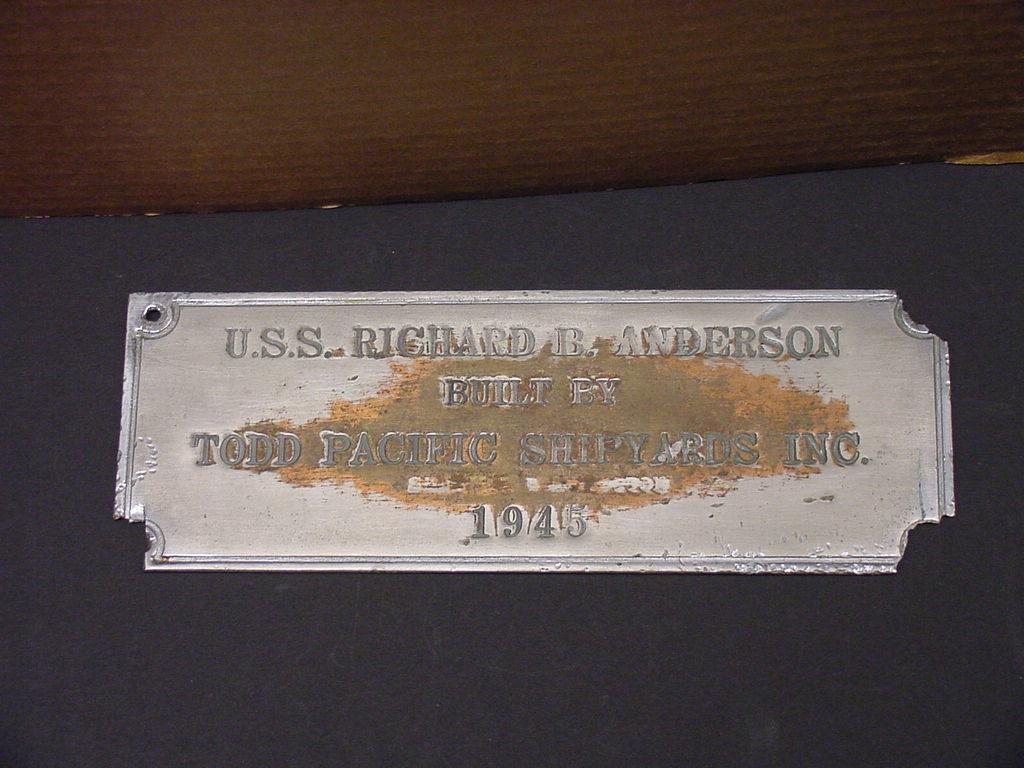 U.S.S. RICHARD B. ANDERSON
BUILT BY
TODD PACIFIC SHIPYARDS INC.
1945